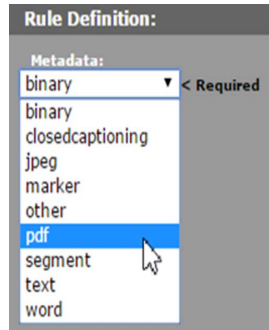 Rule Definition:
Metadata:
binary ▼ < Required
binary
closedcaptioning
jpeg
marker
other
pdf
segment
text
word